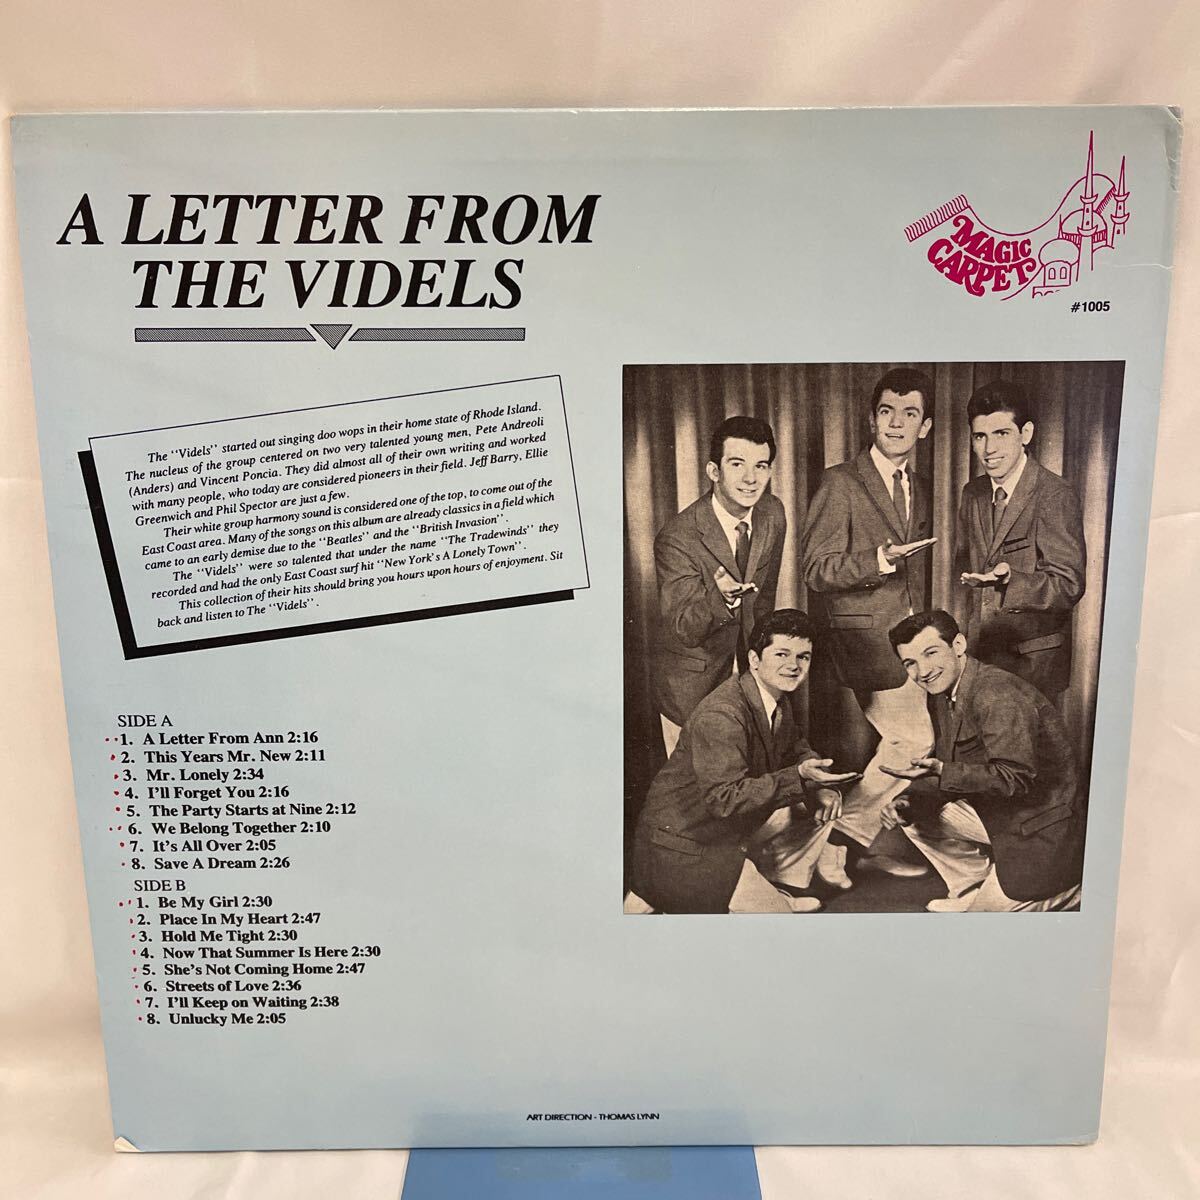 A LETTER FROM
THE VIDELS
MAGIC
CARPET
#1005
The "Videls" started out singing doo wops in their home state of Rhode Island.
The nucleus of the group centered on two very talented young men, Pete Andreoli
(Anders) and Vincent Poncia. They did almost all of their own writing and worked
with many people, who today are considered pioneers in their field. Jeff Barry, Ellie
Greenwich and Phil Spector are just a few.
Their white group harmony sound is considered one of the top, to come out of the
East Coast area. Many of the songs on this album are already classics in a field which
came to an early demise due to the "Beatles" and the "British Invasion".
The "Videls" were so talented that under the name "The Tradewinds" they
recorded and had the only East Coast surf hit "New York's A Lonely Town".
This collection of their hits should bring you hours upon hours of enjoyment. Sit
back and listen to The "Videls".
SIDE A
1. A Letter From Ann 2:16
2. This Years Mr. New 2:11
3. Mr. Lonely 2:34
4. I'll Forget You 2:16
5. The Party Starts at Nine 2:12
6. We Belong Together 2:10
7. It's All Over 2:05
8. Save A Dream 2:26
SIDE B
1. Be My Girl 2:30
2. Place In My Heart 2:47
3. Hold Me Tight 2:30
4. Now That Summer Is Here 2:30
5. She's Not Coming Home 2:47
6. Streets of Love 2:36
7. I'll Keep on Waiting 2:38
8. Unlucky Me 2:05
ART DIRECTION - THOMAS LYNN